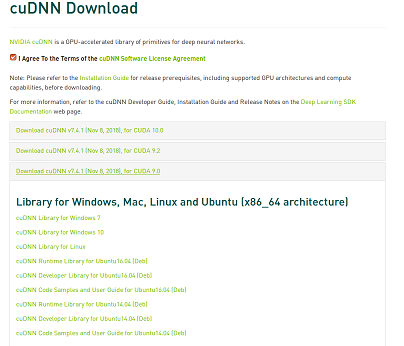 cuDNN Download
NVIDIA cuDNN is a GPU-accelerated library of primitives for deep neural networks.
I Agree To the Terms of the cuDNN Software License Agreement
Note: Please refer to the Installation Guide for release prerequisites, including supported GPU architectures and compute
capabilities, before downloading.
For more information, refer to the cuDNN Developer Guide, Installation Guide and Release Notes on the Deep Learning SDK
Documentation web page.
Download cuDNN v7.4.1 (Nov 8, 2018), for CUDA 10.0
Download cuDNN v7.4.1 (Nov 8, 2018), for CUDA 9.2
Download cuDNN v7.4.1 (Nov 8, 2018), for CUDA 9.0
Library for Windows, Mac, Linux and Ubuntu (x86_64 architecture)
cuDNN Library for Windows 7
cuDNN Library for Windows 10
cuDNN Library for Linux
cuDNN Runtime Library for Ubuntu16.04 (Deb)
cuDNN Developer Library for Ubuntu16.04 (Deb)
cuDNN Code Samples and User Guide for Ubuntu16.04 (Deb)
cuDNN Runtime Library for Ubuntu14.04 (Deb)
cuDNN Developer Library for Ubuntu14.04 (Deb)
cuDNN Code Samples and User Guide for Ubuntu14.04 (Deb)